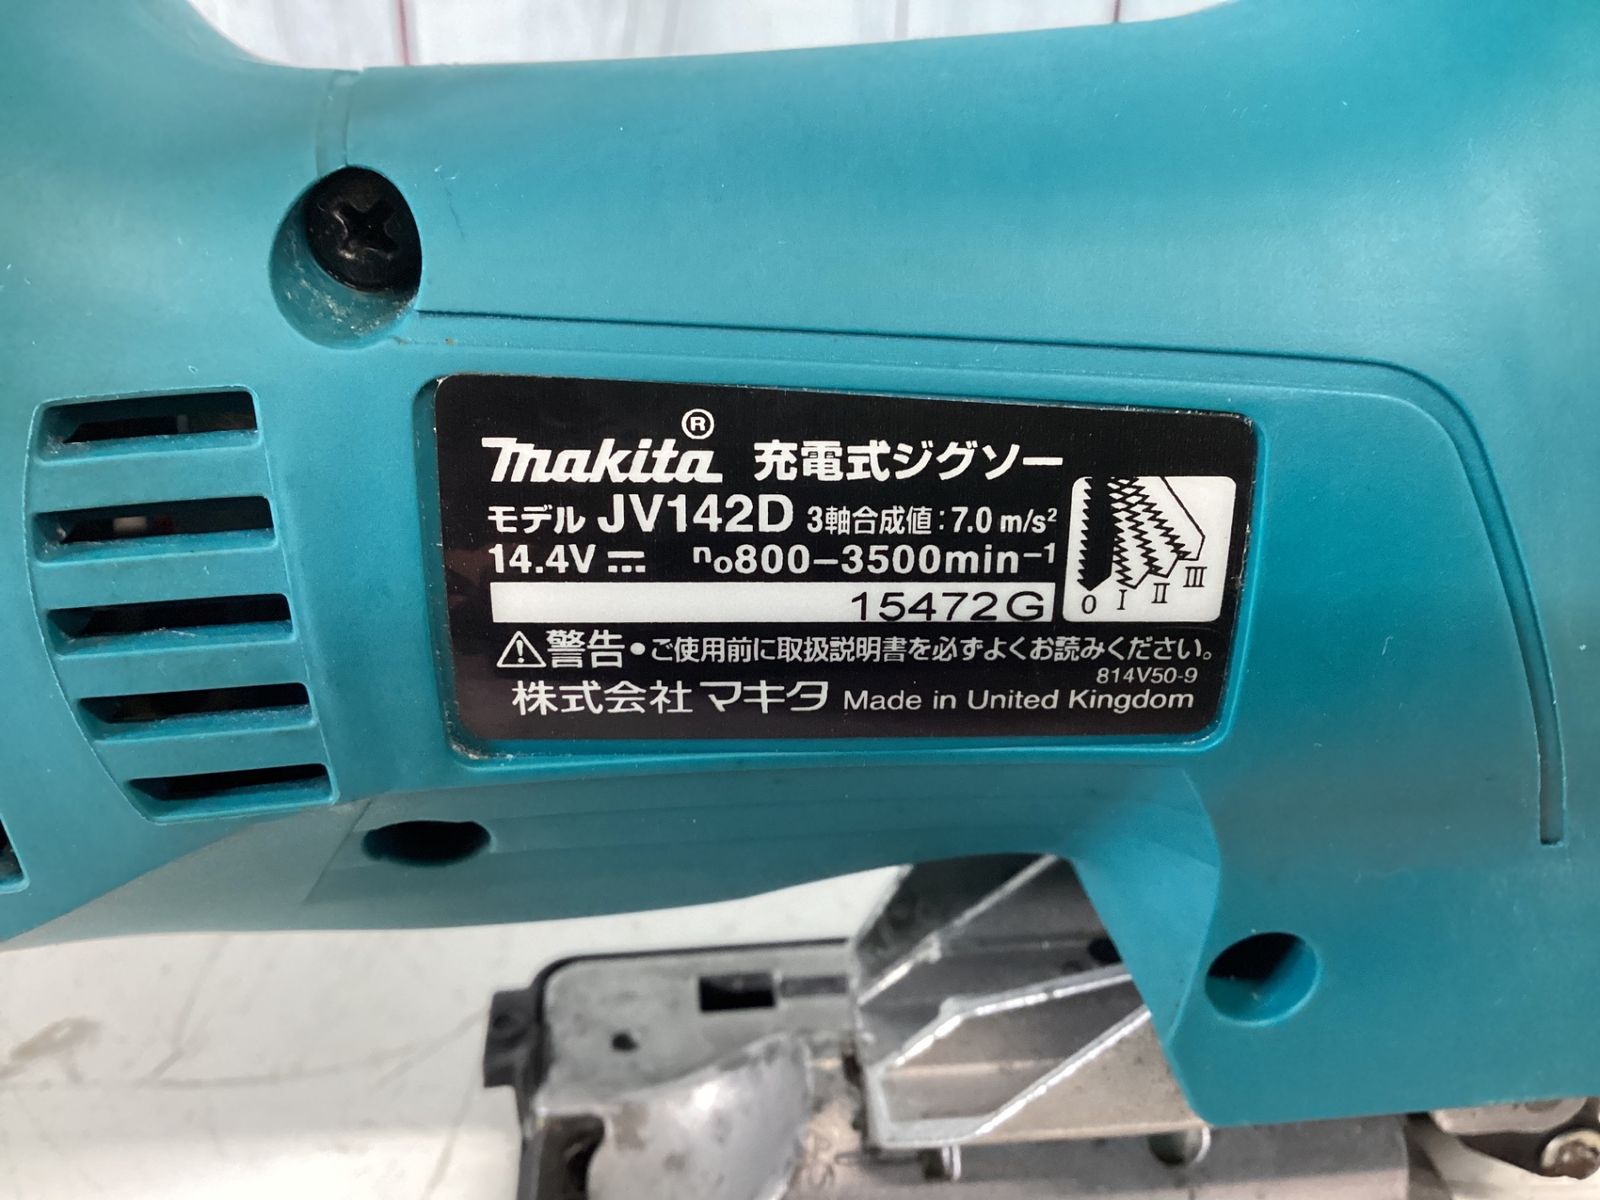 makita® 充電式ジグソー
モデル JV142D 3軸合成値:7.0 m/s²
14.4V ⎓ n₀800−3500min⁻¹
0 I II III
15472G
⚠警告•ご使用前に取扱説明書を必ずよくお読みください。
814V50-9
株式会社マキタ Made in United Kingdom